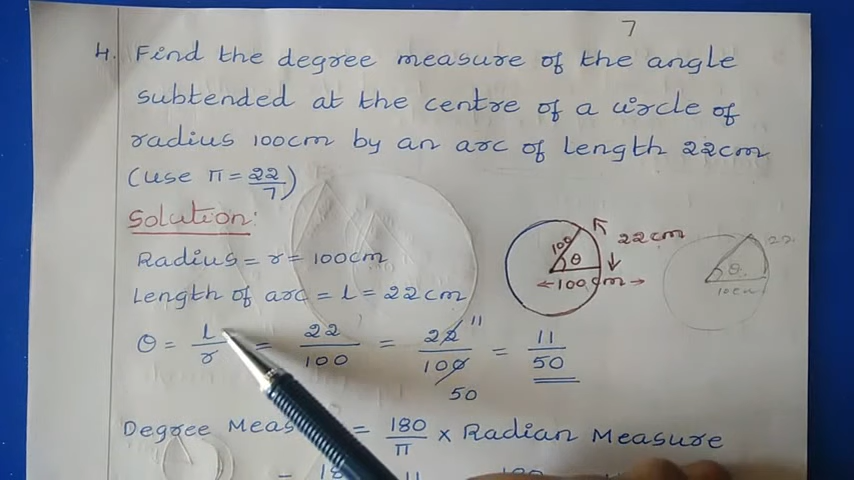 7
4. Find the degree measure of the angle
subtended at the centre of a circle of
radius 100cm by an arc of length 22cm
(use π = 22/7)
Solution:
Radius = r = 100cm
Length of arc = l = 22cm
100 θ 22cm
100cm
θ = l/r = 22/100 = 22/100 11 50 = 11/50
Degree Meas = 180/π × Radian Measure